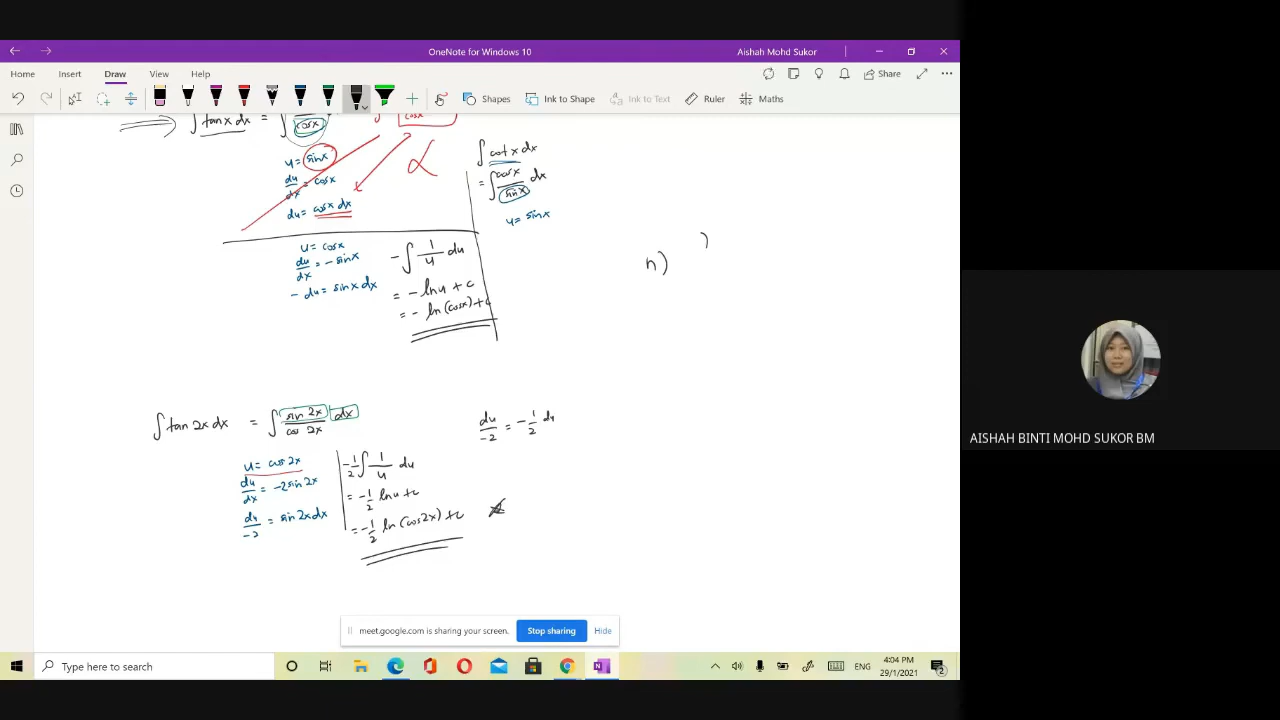 OneNote for Windows 10
Aishah Mohd Sukor
Home Insert Draw View Help
Share
Shapes Ink to Shape Ink to Text Ruler Maths
∫ tan x dx = ∫
cos x
cos x
u = sin x
du/dx = cos x
du = cos x dx
∫ cot x dx
= ∫ cos x / sin x dx
u = sin x
u = cos x
du/dx = - sin x
- du = sin x dx
- ∫ 1/u du
= - ln u + c
= - ln (cos x) + c
n) )
∫ tan 2x dx = ∫ sin 2x / cos 2x dx
u = cos 2x
du/dx = -2 sin 2x
du/-2 = sin 2x dx
-1/2 ∫ 1/u du
= -1/2 ln u + c
= -1/2 ln (cos 2x) + c
du/-2 = -1/2 du
AISHAH BINTI MOHD SUKOR BM
meet.google.com is sharing your screen.
Stop sharing
Hide
Type here to search
ENG
4:04 PM
29/1/2021
2